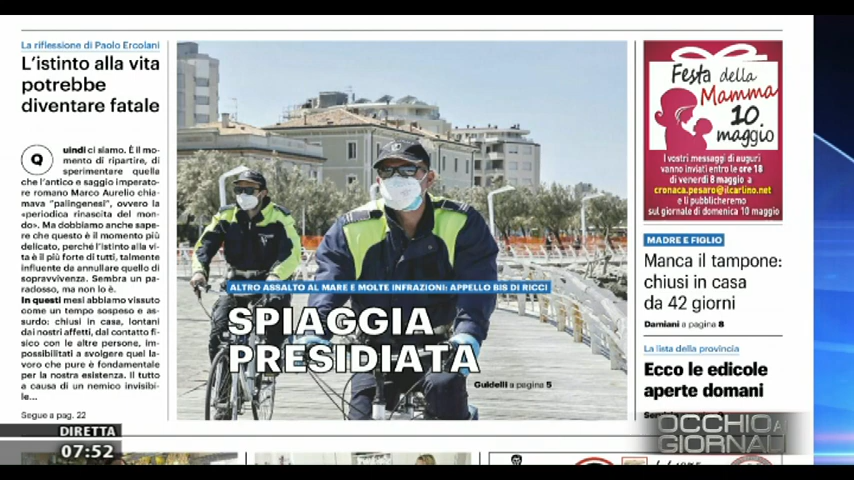 La riflessione di Paolo Ercolani
L'istinto alla vita
potrebbe
diventare fatale
Quindi ci siamo. È il mo-
mento di ripartire, di
sperimentare quella
che l'antico e saggio imperato-
re romano Marco Aurelio chia-
mava "palingenesi", ovvero la
«periodica rinascita del mon-
do». Ma dobbiamo anche sape-
re che questo è il momento più
delicato, perché l'istinto alla vi-
ta è il più forte di tutti, talmente
influente da annullare quello di
sopravvivenza. Sembra un pa-
radosso, ma non lo è.
In questi mesi abbiamo vissuto
come un tempo sospeso e as-
surdo: chiusi in casa, lontani
dai nostri affetti, dal contatto fi-
sico con le altre persone, im-
possibilitati a svolgere quel la-
voro che pure è fondamentale
per la nostra esistenza. Il tutto
a causa di un nemico invisibi-
le...
Segue a pag. 22
ALTRO ASSALTO AL MARE E MOLTE INFRAZIONI: APPELLO BIS DI RICCI
SPIAGGIA
PRESIDIATA
Guidelli a pagina 5
Festa della
Mamma
10
maggio
I vostri messaggi di auguri
vanno inviati entro le ore 18
di venerdì 8 maggio a
cronaca.pesaro@ilcarlino.net
e li pubblicheremo
sul giornale di domenica 10 maggio
MADRE E FIGLIO
Manca il tampone:
chiusi in casa
da 42 giorni
Damiani a pagina 8
La lista della provincia
Ecco le edicole
aperte domani
DIRETTA
07:52
OCCHIO AI
GIORNALI